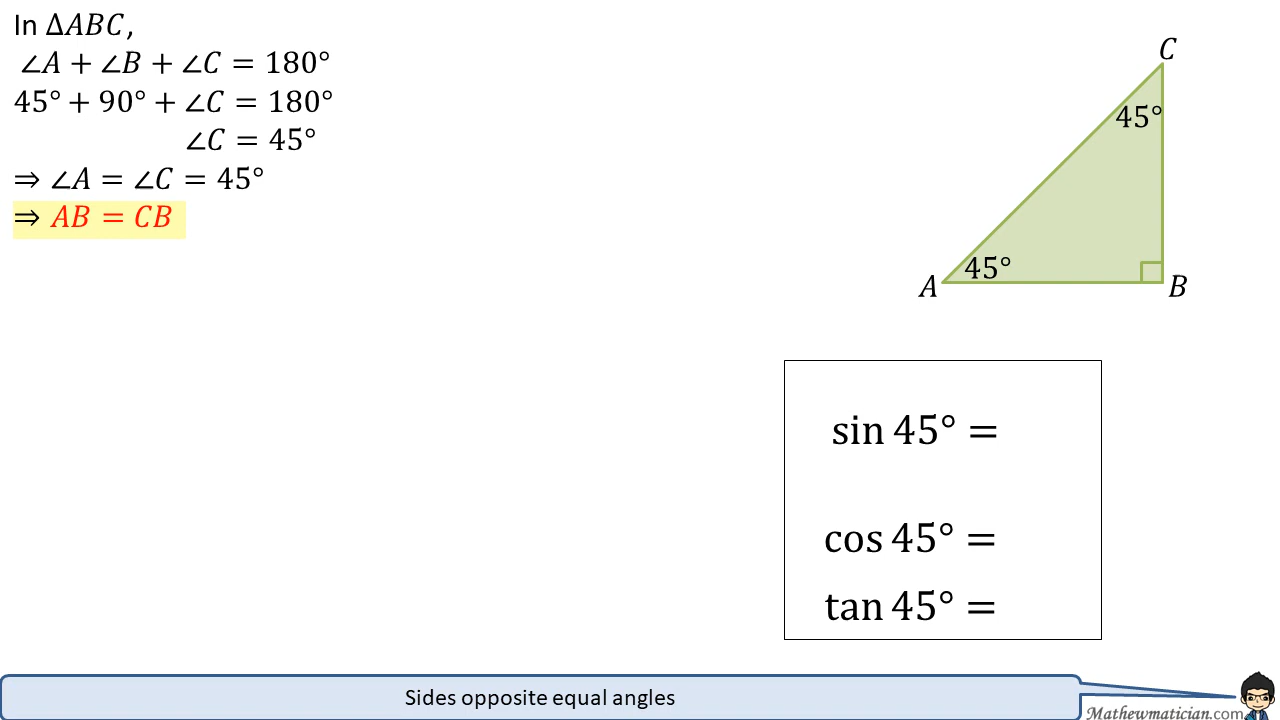 In Δ𝐴𝐵𝐶,
∠𝐴 + ∠𝐵 + ∠𝐶 = 180°
45° + 90° + ∠𝐶 = 180°
∠𝐶 = 45°
⇒ ∠𝐴 = ∠𝐶 = 45°
⇒ 𝐴𝐵 = 𝐶𝐵
𝐶
45°
45°
𝐴
𝐵
sin 45° =
cos 45° =
tan 45° =
Sides opposite equal angles
Mathewmatician.com